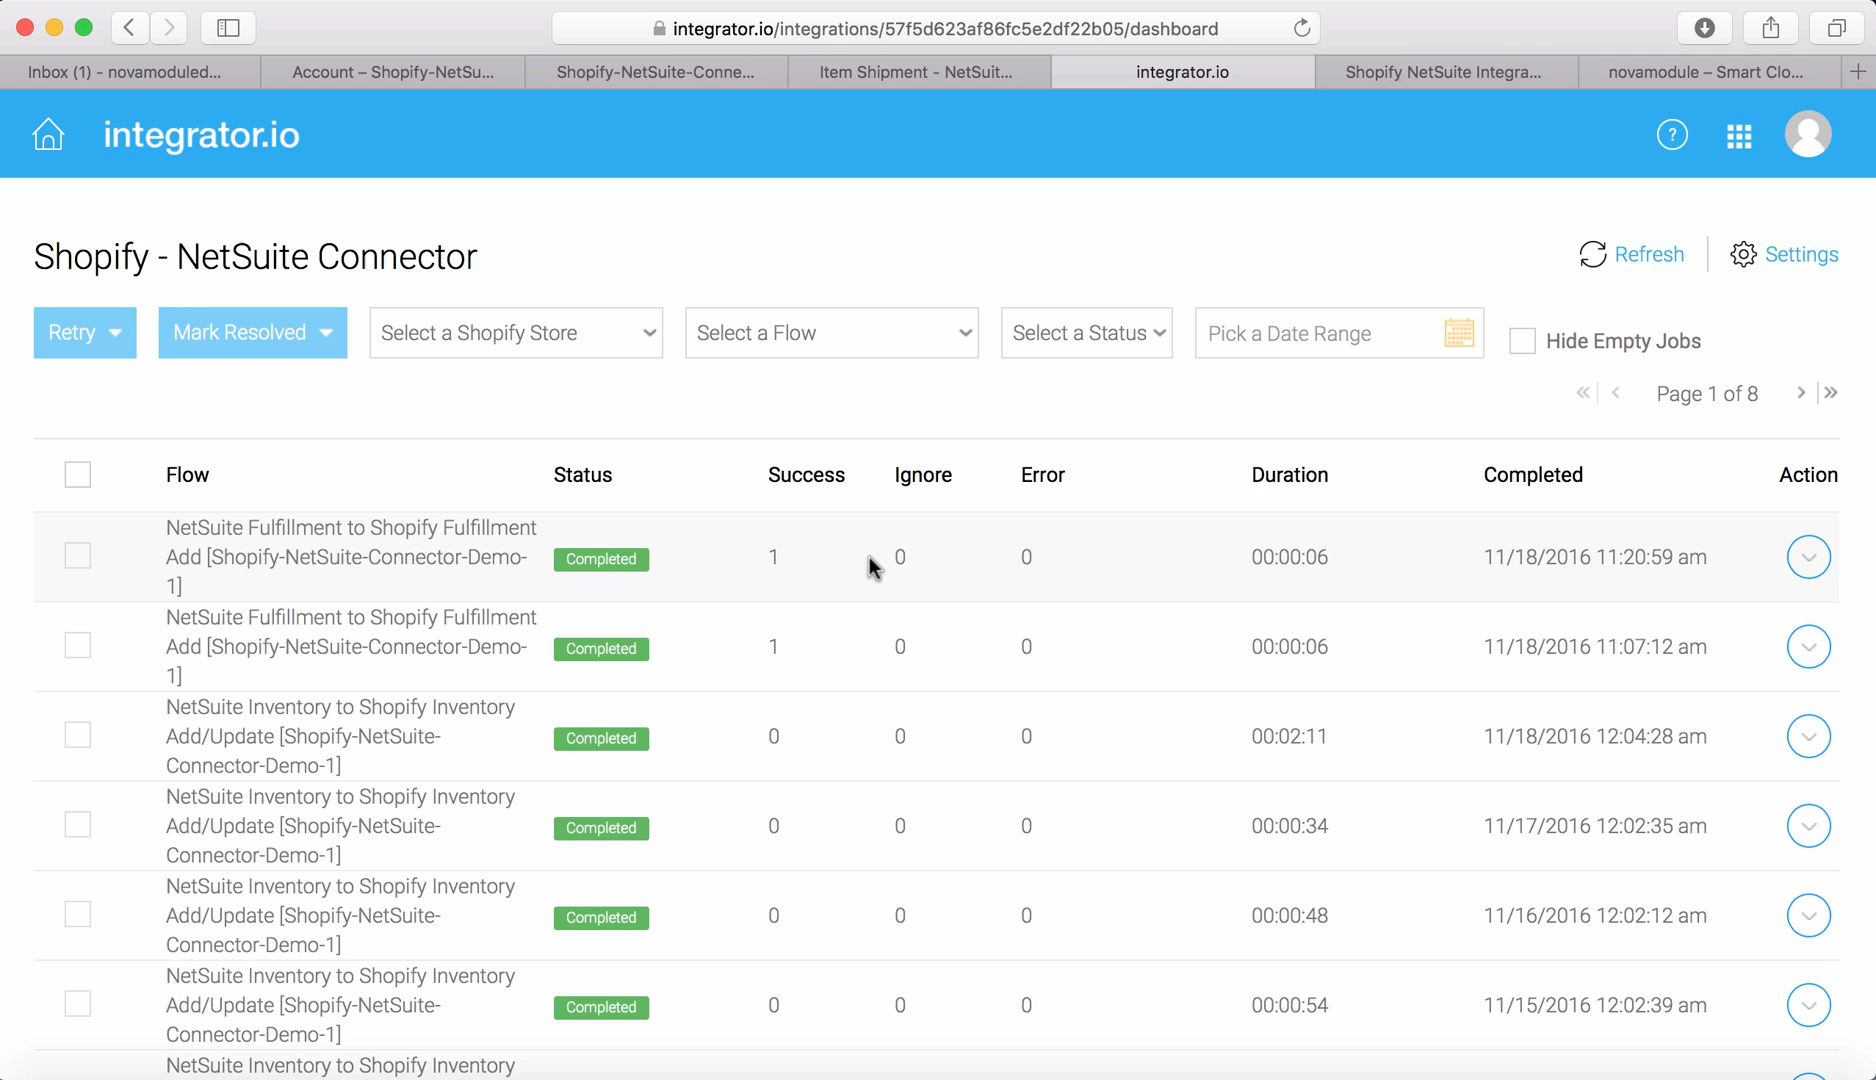 integrator.io/integrations/57f5d623af86fc5e2df22b05/dashboard
Inbox (1) - novamoduled...
Account – Shopify-NetSu...
Shopify-NetSuite-Conne...
Item Shipment - NetSuit...
integrator.io
Shopify NetSuite Integra...
novamodule – Smart Clo...
integrator.io
?
Shopify - NetSuite Connector
Refresh
Settings
Retry
Mark Resolved
Select a Shopify Store
Select a Flow
Select a Status
Pick a Date Range
Hide Empty Jobs
« ‹ Page 1 of 8 › »
Flow Status Success Ignore Error Duration Completed Action
NetSuite Fulfillment to Shopify Fulfillment
Add [Shopify-NetSuite-Connector-Demo-
1]
Completed 1 0 0 00:00:06 11/18/2016 11:20:59 am
NetSuite Fulfillment to Shopify Fulfillment
Add [Shopify-NetSuite-Connector-Demo-
1]
Completed 1 0 0 00:00:06 11/18/2016 11:07:12 am
NetSuite Inventory to Shopify Inventory
Add/Update [Shopify-NetSuite-
Connector-Demo-1]
Completed 0 0 0 00:02:11 11/18/2016 12:04:28 am
NetSuite Inventory to Shopify Inventory
Add/Update [Shopify-NetSuite-
Connector-Demo-1]
Completed 0 0 0 00:00:34 11/17/2016 12:02:35 am
NetSuite Inventory to Shopify Inventory
Add/Update [Shopify-NetSuite-
Connector-Demo-1]
Completed 0 0 0 00:00:48 11/16/2016 12:02:12 am
NetSuite Inventory to Shopify Inventory
Add/Update [Shopify-NetSuite-
Connector-Demo-1]
Completed 0 0 0 00:00:54 11/15/2016 12:02:39 am
NetSuite Inventory to Shopify Inventory